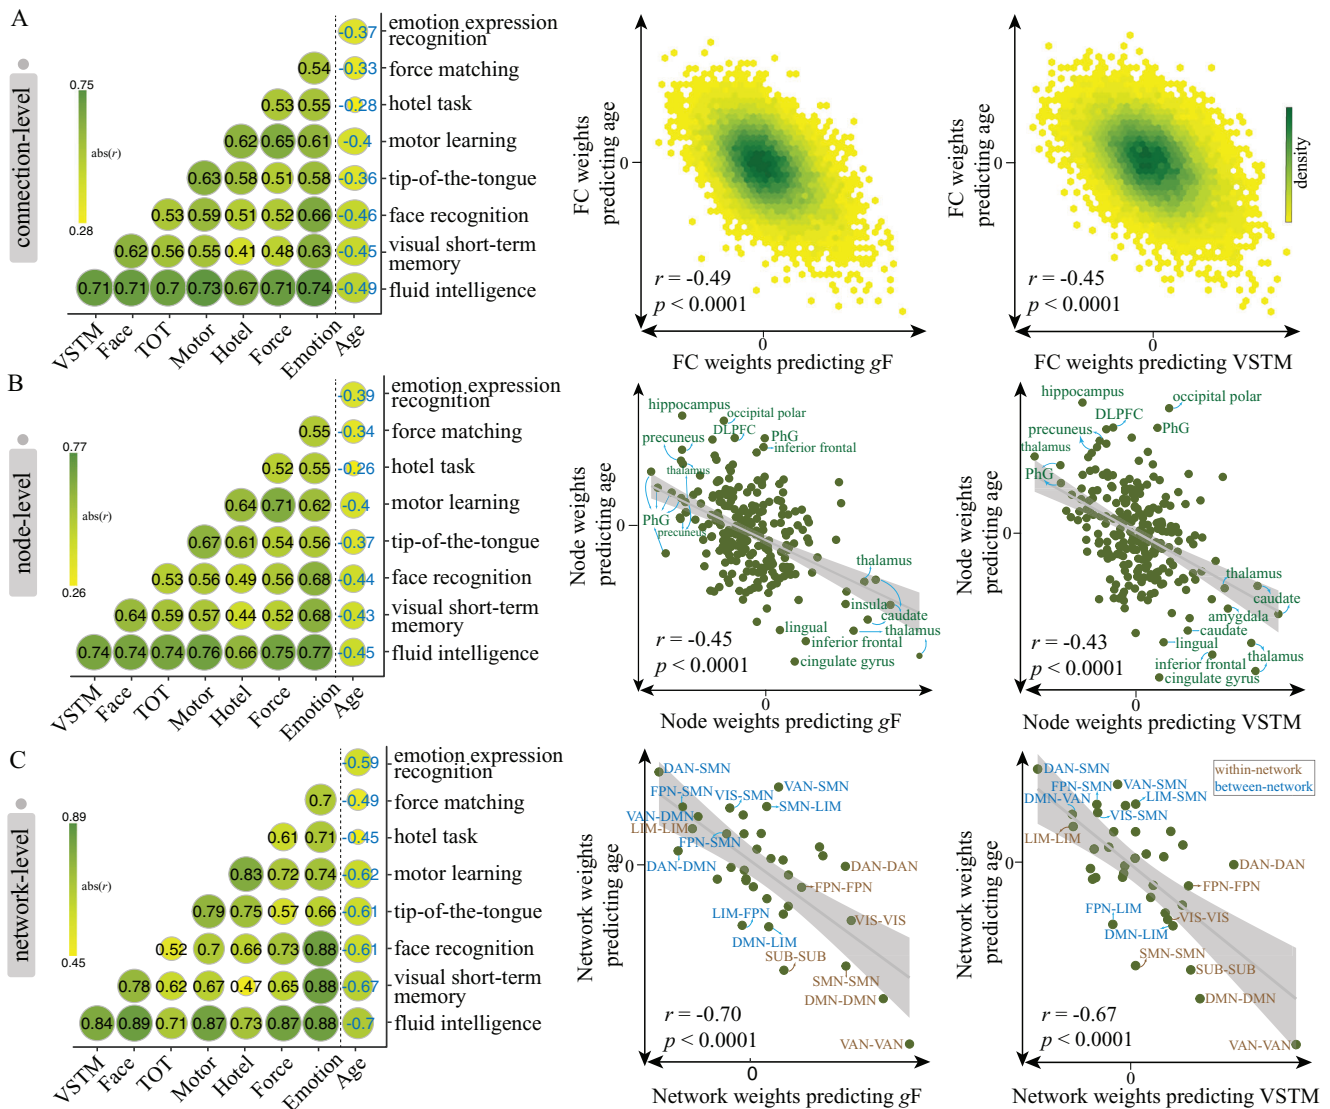 A
connection-level
0.75
abs(r)
0.28
-0.37 emotion expression recognition
0.54 -0.33 force matching
0.53 0.55 -0.28 hotel task
0.62 0.65 0.61 -0.4 motor learning
0.63 0.58 0.51 0.58 -0.36 tip-of-the-tongue
0.53 0.59 0.51 0.52 0.66 -0.46 face recognition
0.62 0.56 0.55 0.41 0.48 0.63 -0.45 visual short-term memory
0.71 0.71 0.7 0.73 0.67 0.71 0.74 -0.49 fluid intelligence
VSTM Face TOT Motor Hotel Force Emotion Age
FC weights
predicting age
0
r = -0.49
p < 0.0001
0
FC weights predicting gF
FC weights
predicting age
0
r = -0.45
p < 0.0001
0
FC weights predicting VSTM
density
B
node-level
0.77
abs(r)
0.26
-0.39 emotion expression recognition
0.55 -0.34 force matching
0.52 0.55 -0.26 hotel task
0.64 0.71 0.62 -0.4 motor learning
0.67 0.61 0.54 0.56 -0.37 tip-of-the-tongue
0.53 0.56 0.49 0.56 0.68 -0.44 face recognition
0.64 0.59 0.57 0.44 0.52 0.68 -0.43 visual short-term memory
0.74 0.74 0.74 0.76 0.66 0.75 0.77 -0.45 fluid intelligence
VSTM Face TOT Motor Hotel Force Emotion Age
Node weights
predicting age
0
hippocampus
occipital polar
DLPFC
PhG
precuneus
inferior frontal
thalamus
PhG
precuneus
thalamus
insula
caudate
lingual
thalamus
inferior frontal
cingulate gyrus
r = -0.45
p < 0.0001
0
Node weights predicting gF
Node weights
predicting age
0
hippocampus
occipital polar
DLPFC
precuneus
PhG
thalamus
PhG
thalamus
caudate
amygdala
caudate
lingual
thalamus
inferior frontal
cingulate gyrus
r = -0.43
p < 0.0001
0
Node weights predicting VSTM
C
network-level
0.89
abs(r)
0.45
-0.59 emotion expression recognition
0.7 -0.49 force matching
0.61 0.71 -0.45 hotel task
0.83 0.72 0.74 -0.62 motor learning
0.79 0.75 0.57 0.66 -0.61 tip-of-the-tongue
0.52 0.7 0.66 0.73 0.88 -0.61 face recognition
0.78 0.62 0.67 0.47 0.65 0.88 -0.67 visual short-term memory
0.84 0.89 0.71 0.87 0.73 0.87 0.88 -0.7 fluid intelligence
VSTM Face TOT Motor Hotel Force Emotion Age
Network weights
predicting age
0
DAN-SMN
FPN-SMN
VIS-SMN
VAN-SMN
SMN-LIM
VAN-DMN
LIM-LIM
FPN-SMN
DAN-DMN
DAN-DAN
FPN-FPN
LIM-FPN
VIS-VIS
DMN-LIM
SUB-SUB
SMN-SMN
DMN-DMN
VAN-VAN
r = -0.70
p < 0.0001
0
Network weights predicting gF
Network weights
predicting age
0
within-network
between-network
DAN-SMN
FPN-SMN
VAN-SMN
DMN-VAN
LIM-SMN
VIS-SMN
LIM-LIM
DAN-DAN
FPN-FPN
FPN-LIM
VIS-VIS
DMN-LIM
SMN-SMN
SUB-SUB
DMN-DMN
VAN-VAN
r = -0.67
p < 0.0001
0
Network weights predicting VSTM